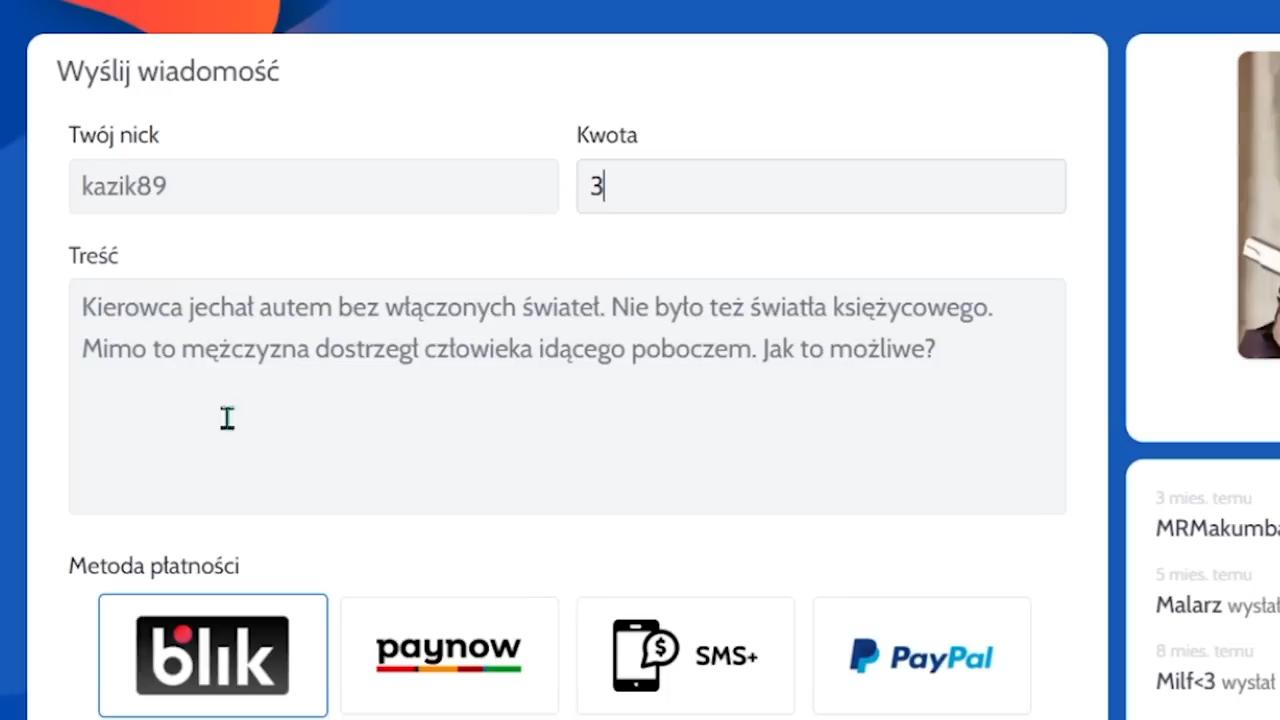 Wyślij wiadomość
Twój nick
Kwota
kazik89
3
Treść
Kierowca jechał autem bez włączonych świateł. Nie było też światła księżycowego.
Mimo to mężczyzna dostrzegł człowieka idącego poboczem. Jak to możliwe?
Metoda płatności
blik
paynow
SMS+
PayPal
3 mies. temu
MRMakumba
5 mies. temu
Malarz wysłał
8 mies. temu
Milf<3 wysłał